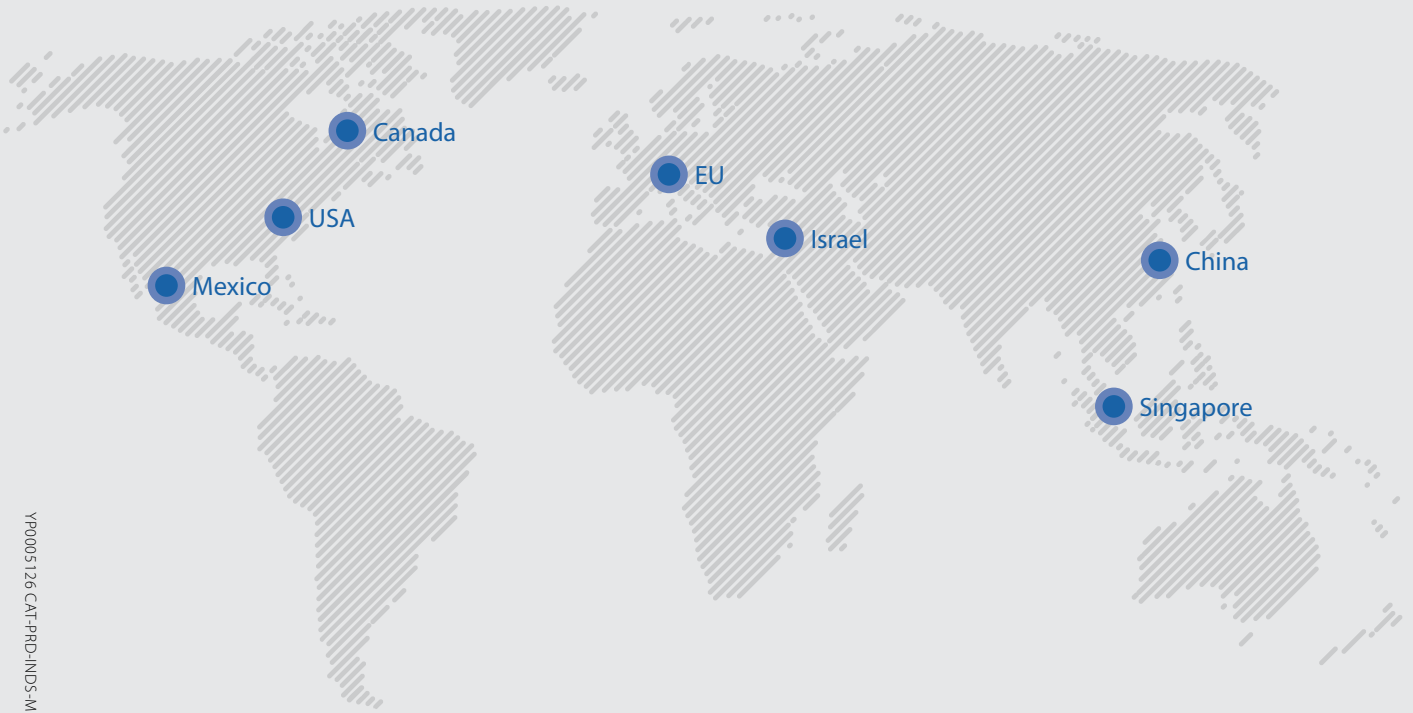 Canada
EU
USA
Israel
China
Mexico
Singapore
YP0005126 CAT-PRD-INDS-M